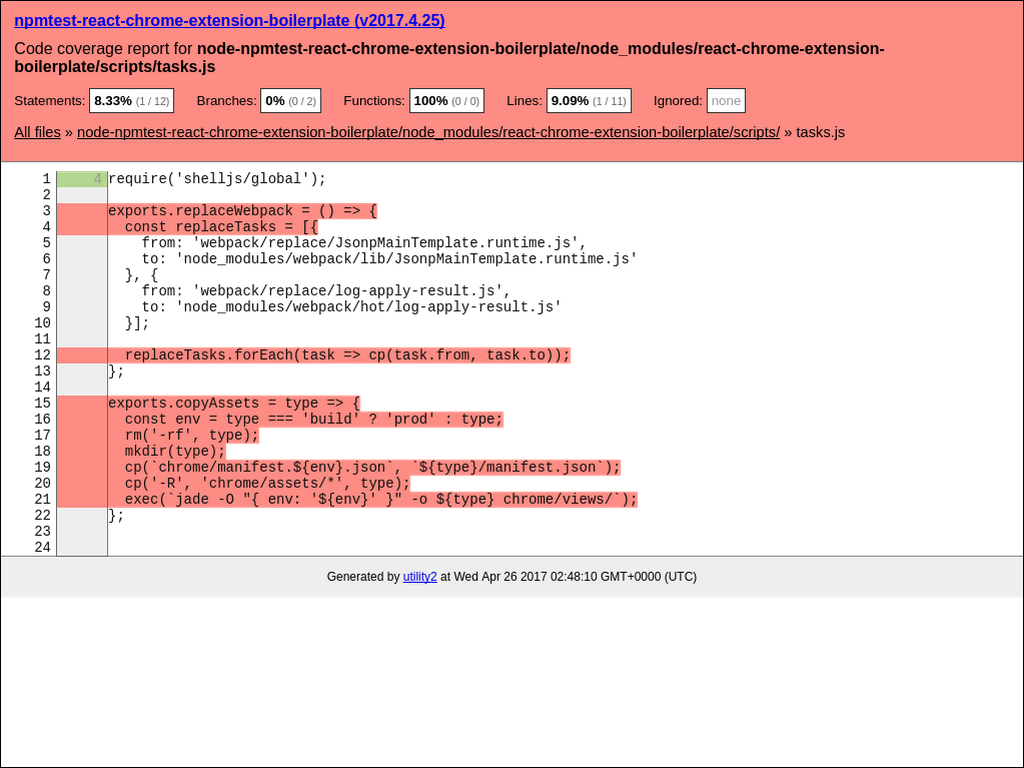 npmtest-react-chrome-extension-boilerplate (v2017.4.25)
Code coverage report for node-npmtest-react-chrome-extension-boilerplate/node_modules/react-chrome-extension-
boilerplate/scripts/tasks.js
Statements: 8.33% (1 / 12) Branches: 0% (0 / 2) Functions: 100% (0 / 0) Lines: 9.09% (1 / 11) Ignored: none
All files » node-npmtest-react-chrome-extension-boilerplate/node_modules/react-chrome-extension-boilerplate/scripts/ » tasks.js
1 4 require('shelljs/global');
2
3 exports.replaceWebpack = () => {
4   const replaceTasks = [{
5     from: 'webpack/replace/JsonpMainTemplate.runtime.js',
6     to: 'node_modules/webpack/lib/JsonpMainTemplate.runtime.js'
7   }, {
8     from: 'webpack/replace/log-apply-result.js',
9     to: 'node_modules/webpack/hot/log-apply-result.js'
10   }];
11
12   replaceTasks.forEach(task => cp(task.from, task.to));
13 };
14
15 exports.copyAssets = type => {
16   const env = type === 'build' ? 'prod' : type;
17   rm('-rf', type);
18   mkdir(type);
19   cp(`chrome/manifest.${env}.json`, `${type}/manifest.json`);
20   cp('-R', 'chrome/assets/*', type);
21   exec(`jade -O "{ env: '${env}' }" -o ${type} chrome/views/`);
22 };
23
24
Generated by utility2 at Wed Apr 26 2017 02:48:10 GMT+0000 (UTC)